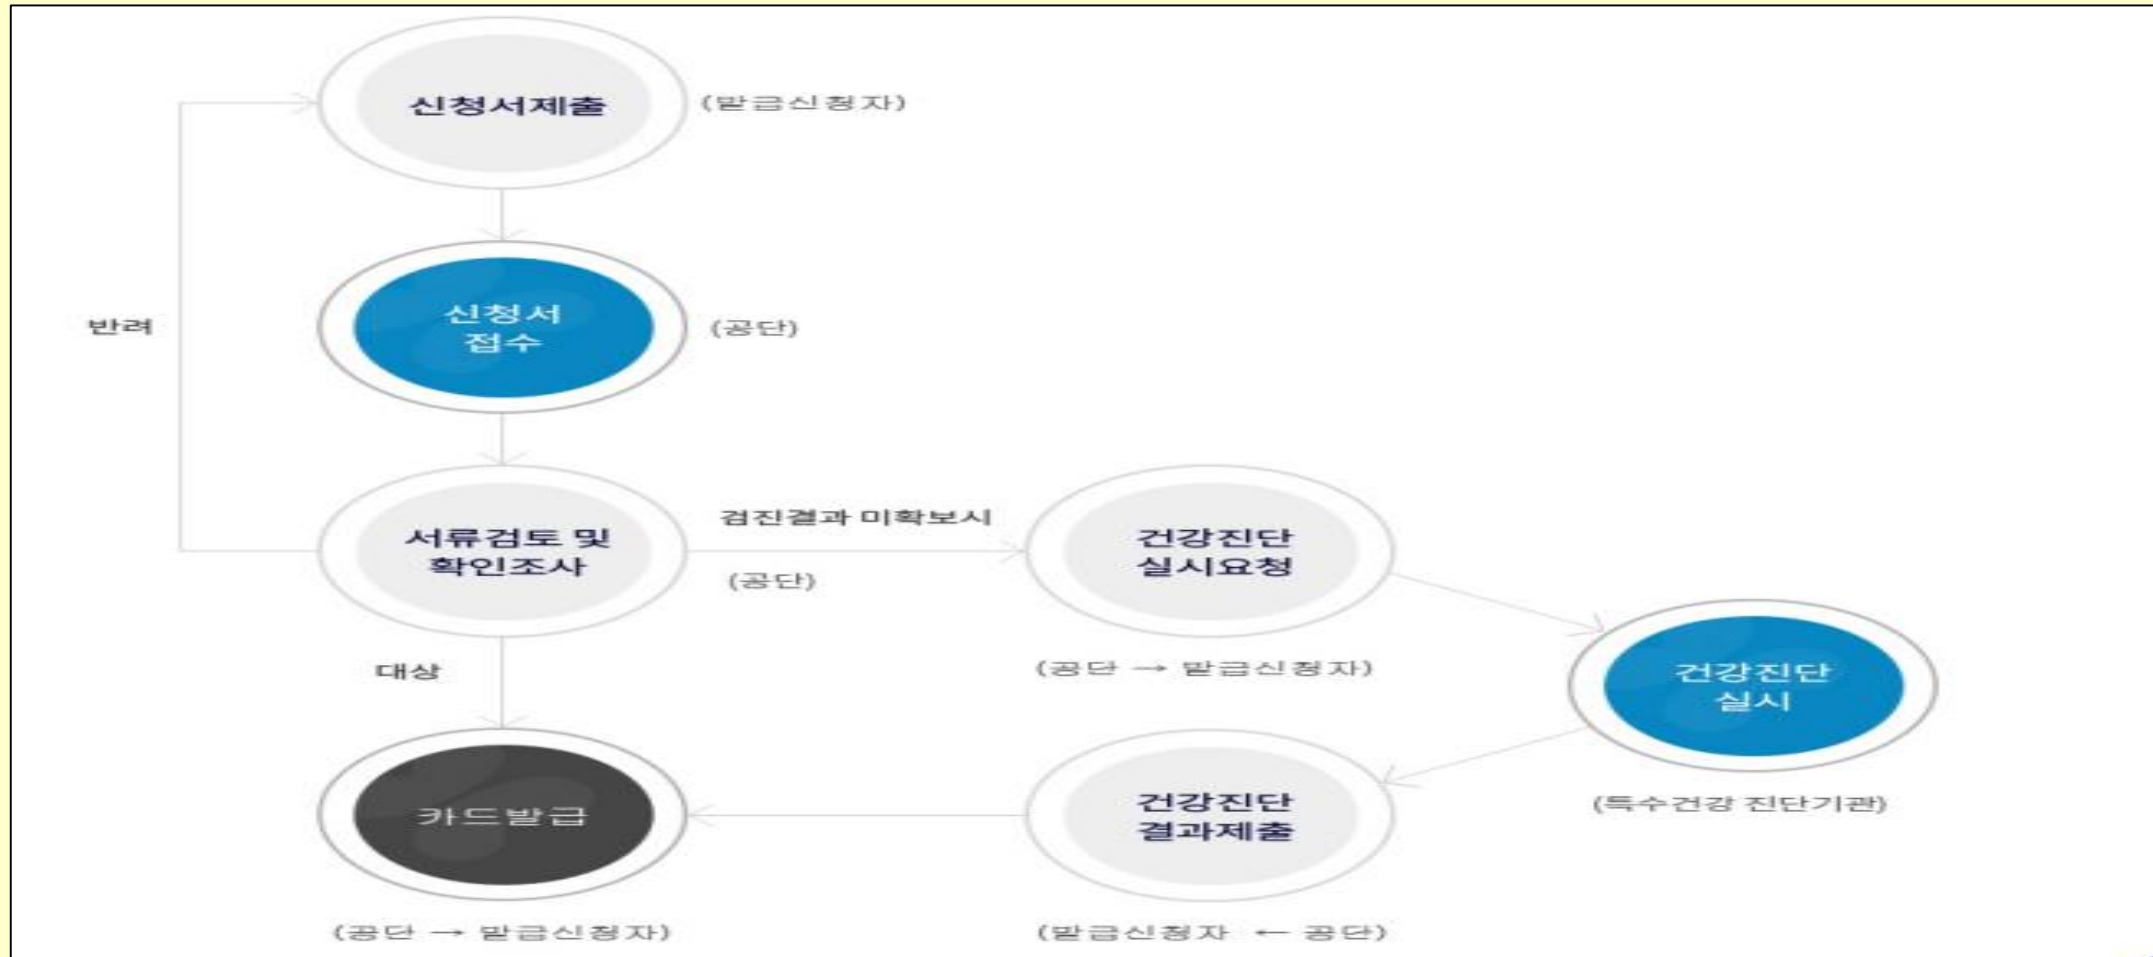 신청서제출
(발급신청자)
신청서
접수
(공단)
반려
서류검토 및
확인조사
검진결과 미확보시
(공단)
건강진단
실시요청
(공단 → 발급신청자)
대상
건강진단
실시
(특수건강 진단기관)
카드발급
(공단 → 발급신청자)
건강진단
결과제출
(발급신청자 ← 공단)